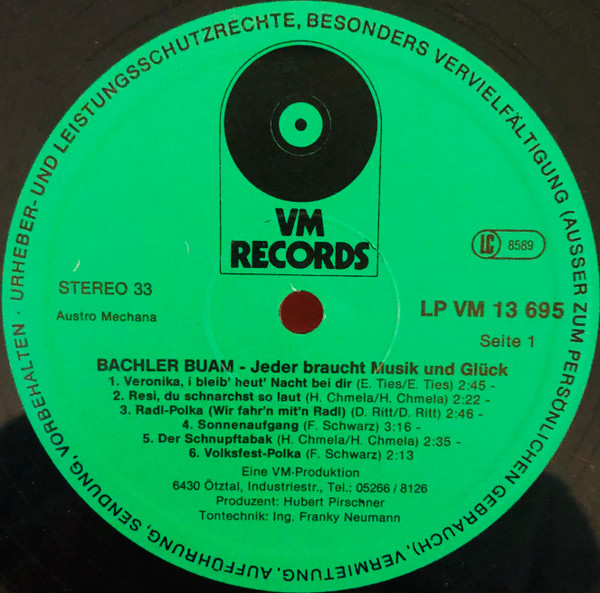 URHEBER- UND LEISTUNGSSCHUTZRECHTE, BESONDERS VERVIELFÄLTIGUNG (AUSSER ZUM PERSÖNLICHEN GEBRAUCH), VERMIETUNG, AUFFÜHRUNG, SENDUNG, VORBEHALTEN ·
VM
RECORDS
LC 8589
STEREO 33
LP VM 13 695
Austro Mechana
Seite 1
BACHLER BUAM - Jeder braucht Musik und Glück
1. Veronika, i bleib' heut' Nacht bei dir (E. Ties/E. Ties) 2:45 -
2. Resi, du schnarchst so laut (H. Chmela/H. Chmela) 2:22 -
3. Radl-Polka (Wir fahr'n mit'n Radl) (D. Ritt/D. Ritt) 2:46 -
4. Sonnenaufgang (F. Schwarz) 3:16 -
5. Der Schnupftabak (H. Chmela/H. Chmela) 2:35 -
6. Volksfest-Polka (F. Schwarz) 2:13
Eine VM-Produktion
6430 Ötztal, Industriestr., Tel.: 05266 / 8126
Produzent: Hubert Pirschner
Tontechnik: Ing. Franky Neumann